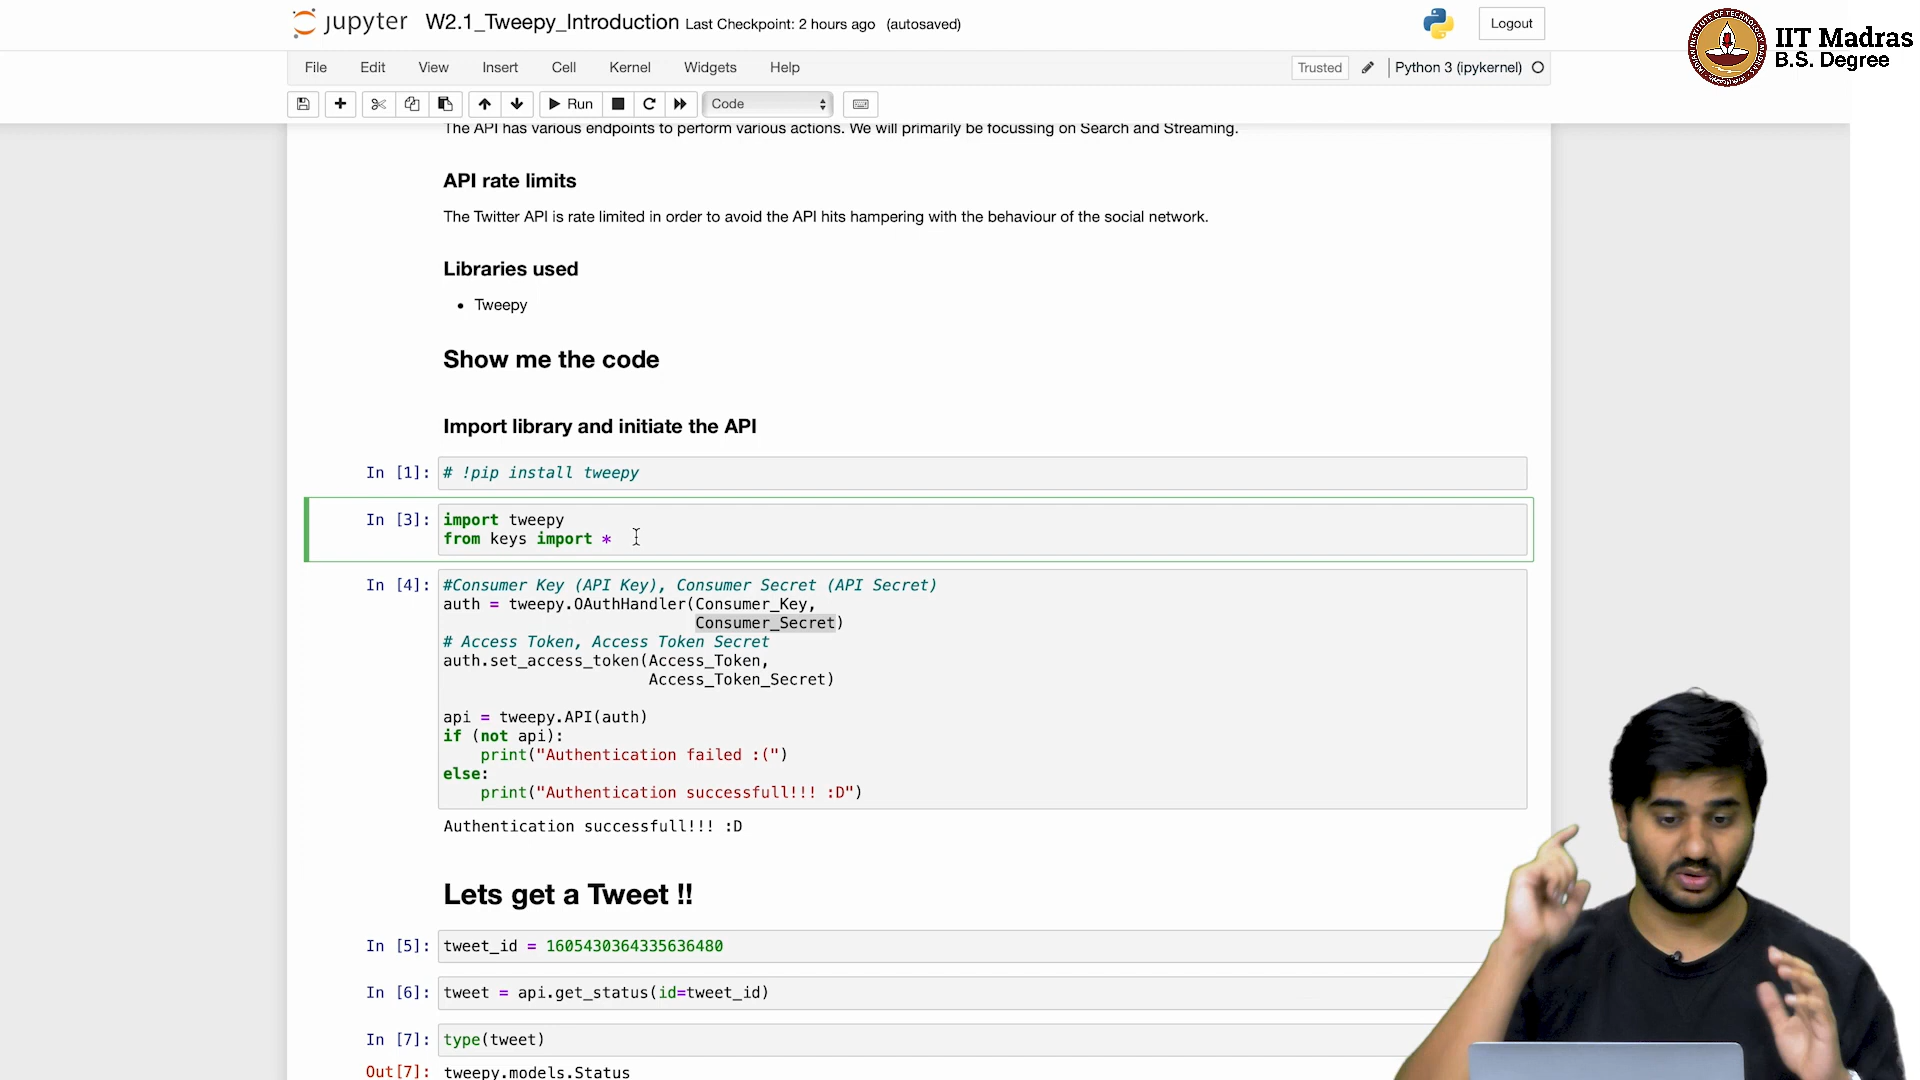 jupyter W2.1_Tweepy_Introduction Last Checkpoint: 2 hours ago (autosaved)
Logout
IIT Madras
B.S. Degree
File Edit View Insert Cell Kernel Widgets Help
Trusted Python 3 (ipykernel)
Run Code
The API has various endpoints to perform various actions. We will primarily be focussing on Search and Streaming.
API rate limits
The Twitter API is rate limited in order to avoid the API hits hampering with the behaviour of the social network.
Libraries used
• Tweepy
Show me the code
Import library and initiate the API
In [1]: # !pip install tweepy
In [3]: import tweepy
from keys import *
In [4]: #Consumer Key (API Key), Consumer Secret (API Secret)
auth = tweepy.OAuthHandler(Consumer_Key,
Consumer_Secret)
# Access Token, Access Token Secret
auth.set_access_token(Access_Token,
Access_Token_Secret)
api = tweepy.API(auth)
if (not api):
print("Authentication failed :(")
else:
print("Authentication successfull!!! :D")
Authentication successfull!!! :D
Lets get a Tweet !!
In [5]: tweet_id = 1605430364335636480
In [6]: tweet = api.get_status(id=tweet_id)
In [7]: type(tweet)
Out[7]: tweepy.models.Status